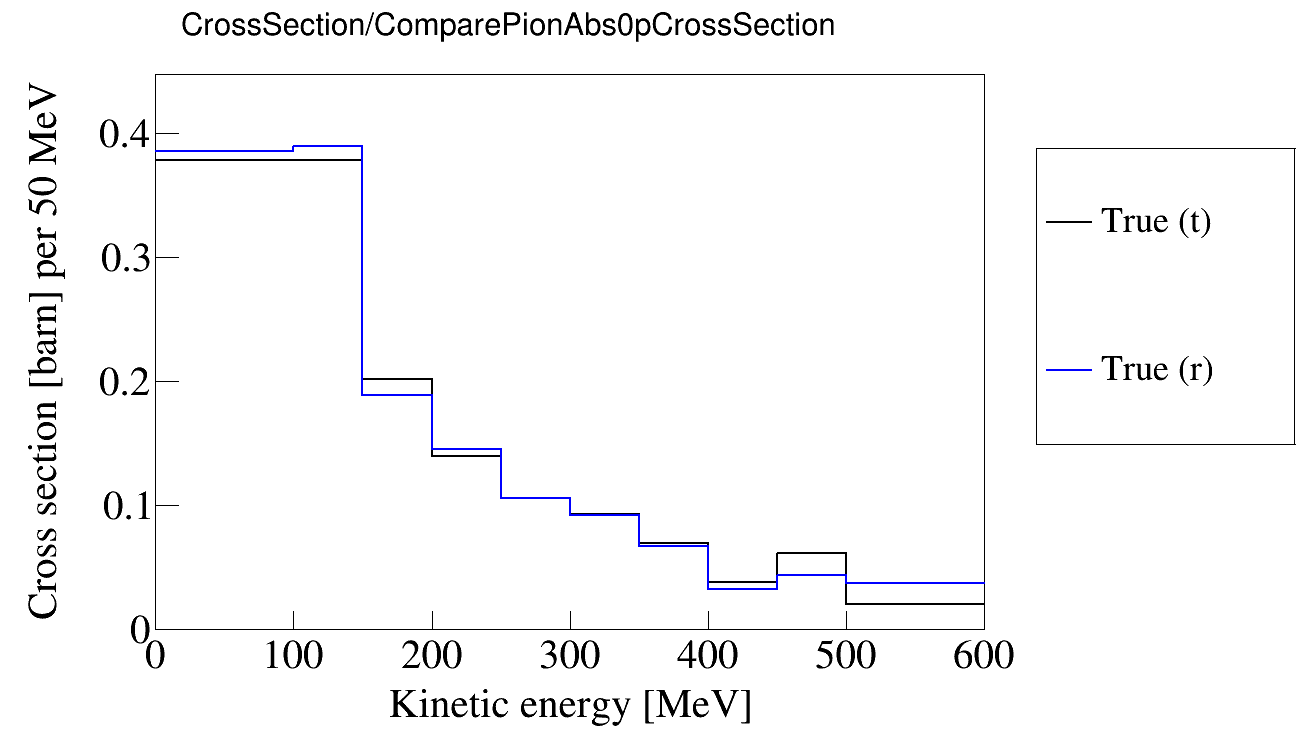 CrossSection/ComparePionAbs0pCrossSection
Cross section [barn] per 50 MeV
0.4
0.3
0.2
0.1
0
0 100 200 300 400 500 600
Kinetic energy [MeV]
True (t)
True (r)